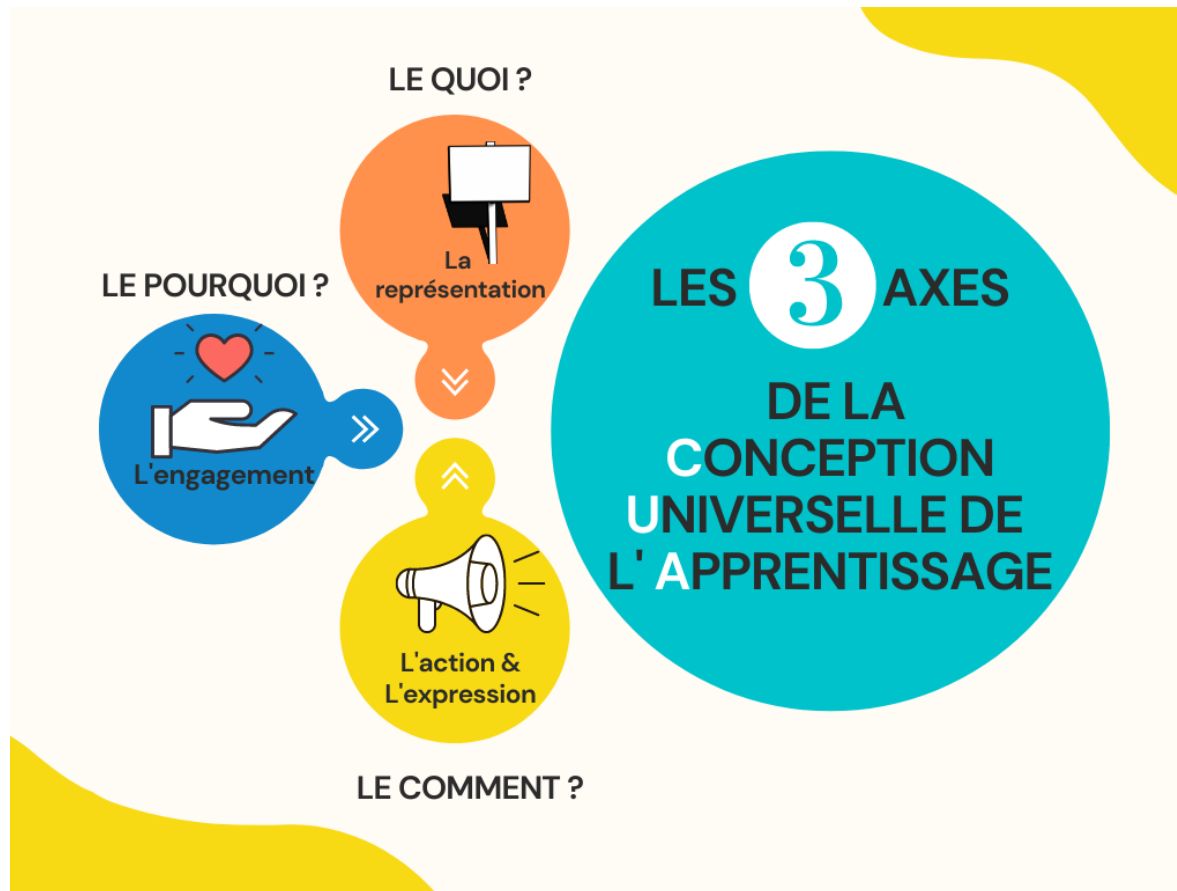 LE QUOI ?
La
représentation
LE POURQUOI ?
L'engagement
L'action &
L'expression
LE COMMENT ?
LES 3 AXES
DE LA
CONCEPTION
UNIVERSELLE DE
L' APPRENTISSAGE